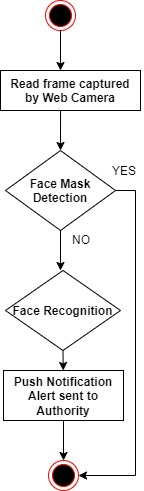 Read frame captured
by Web Camera
Face Mask
Detection
YES
NO
Face Recognition
Push Notification
Alert sent to
Authority